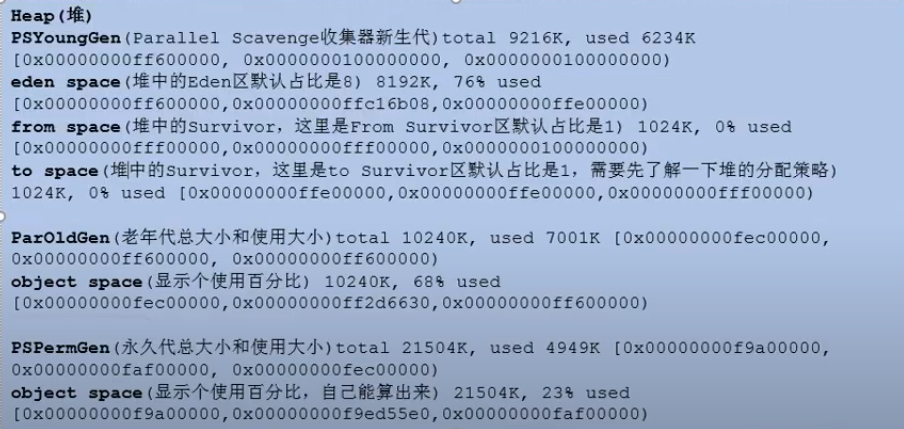 Heap(堆)
PSYoungGen(Parallel Scavenge收集器新生代)total 9216K, used 6234K
[0x00000000ff600000, 0x0000000100000000, 0x0000000100000000)
eden space(堆中的Eden区默认占比是8) 8192K, 76% used
[0x00000000ff600000,0x00000000ffc16b08,0x00000000ffe00000)
from space(堆中的Survivor，这里是From Survivor区默认占比是1) 1024K, 0% used
[0x00000000fff00000,0x00000000fff00000,0x0000000100000000)
to space(堆中的Survivor，这里是to Survivor区默认占比是1，需要先了解一下堆的分配策略)
1024K, 0% used [0x00000000ffe00000,0x00000000ffe00000,0x00000000fff00000)
ParOldGen(老年代总大小和使用大小)total 10240K, used 7001K [0x00000000fec00000,
0x00000000ff600000, 0x00000000ff600000)
object space(显示个使用百分比) 10240K, 68% used
[0x00000000fec00000,0x00000000ff2d6630,0x00000000ff600000)
PSPermGen(永久代总大小和使用大小)total 21504K, used 4949K [0x00000000f9a00000,
0x00000000faf00000, 0x00000000fec00000)
object space(显示个使用百分比，自己能算出来) 21504K, 23% used
[0x00000000f9a00000,0x00000000f9ed55e0,0x00000000faf00000)